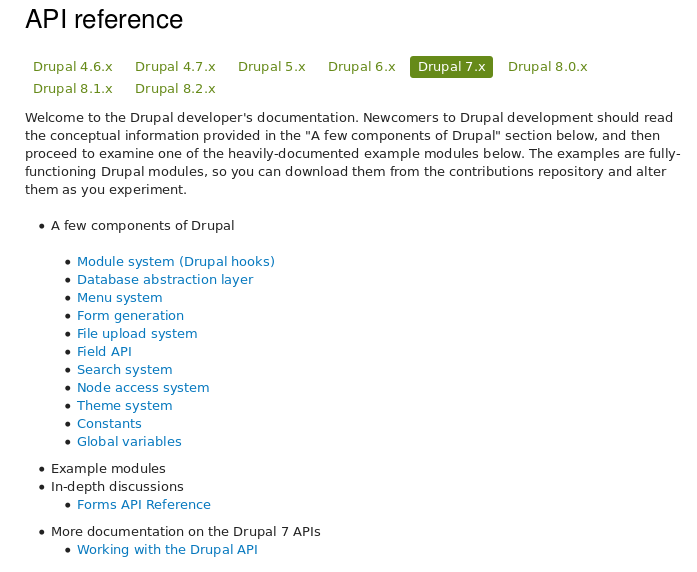 API reference
Drupal 4.6.x Drupal 4.7.x Drupal 5.x Drupal 6.x Drupal 7.x Drupal 8.0.x
Drupal 8.1.x Drupal 8.2.x
Welcome to the Drupal developer's documentation. Newcomers to Drupal development should read
the conceptual information provided in the "A few components of Drupal" section below, and then
proceed to examine one of the heavily-documented example modules below. The examples are fully-
functioning Drupal modules, so you can download them from the contributions repository and alter
them as you experiment.
• A few components of Drupal
• Module system (Drupal hooks)
• Database abstraction layer
• Menu system
• Form generation
• File upload system
• Field API
• Search system
• Node access system
• Theme system
• Constants
• Global variables
• Example modules
• In-depth discussions
• Forms API Reference
• More documentation on the Drupal 7 APIs
• Working with the Drupal API